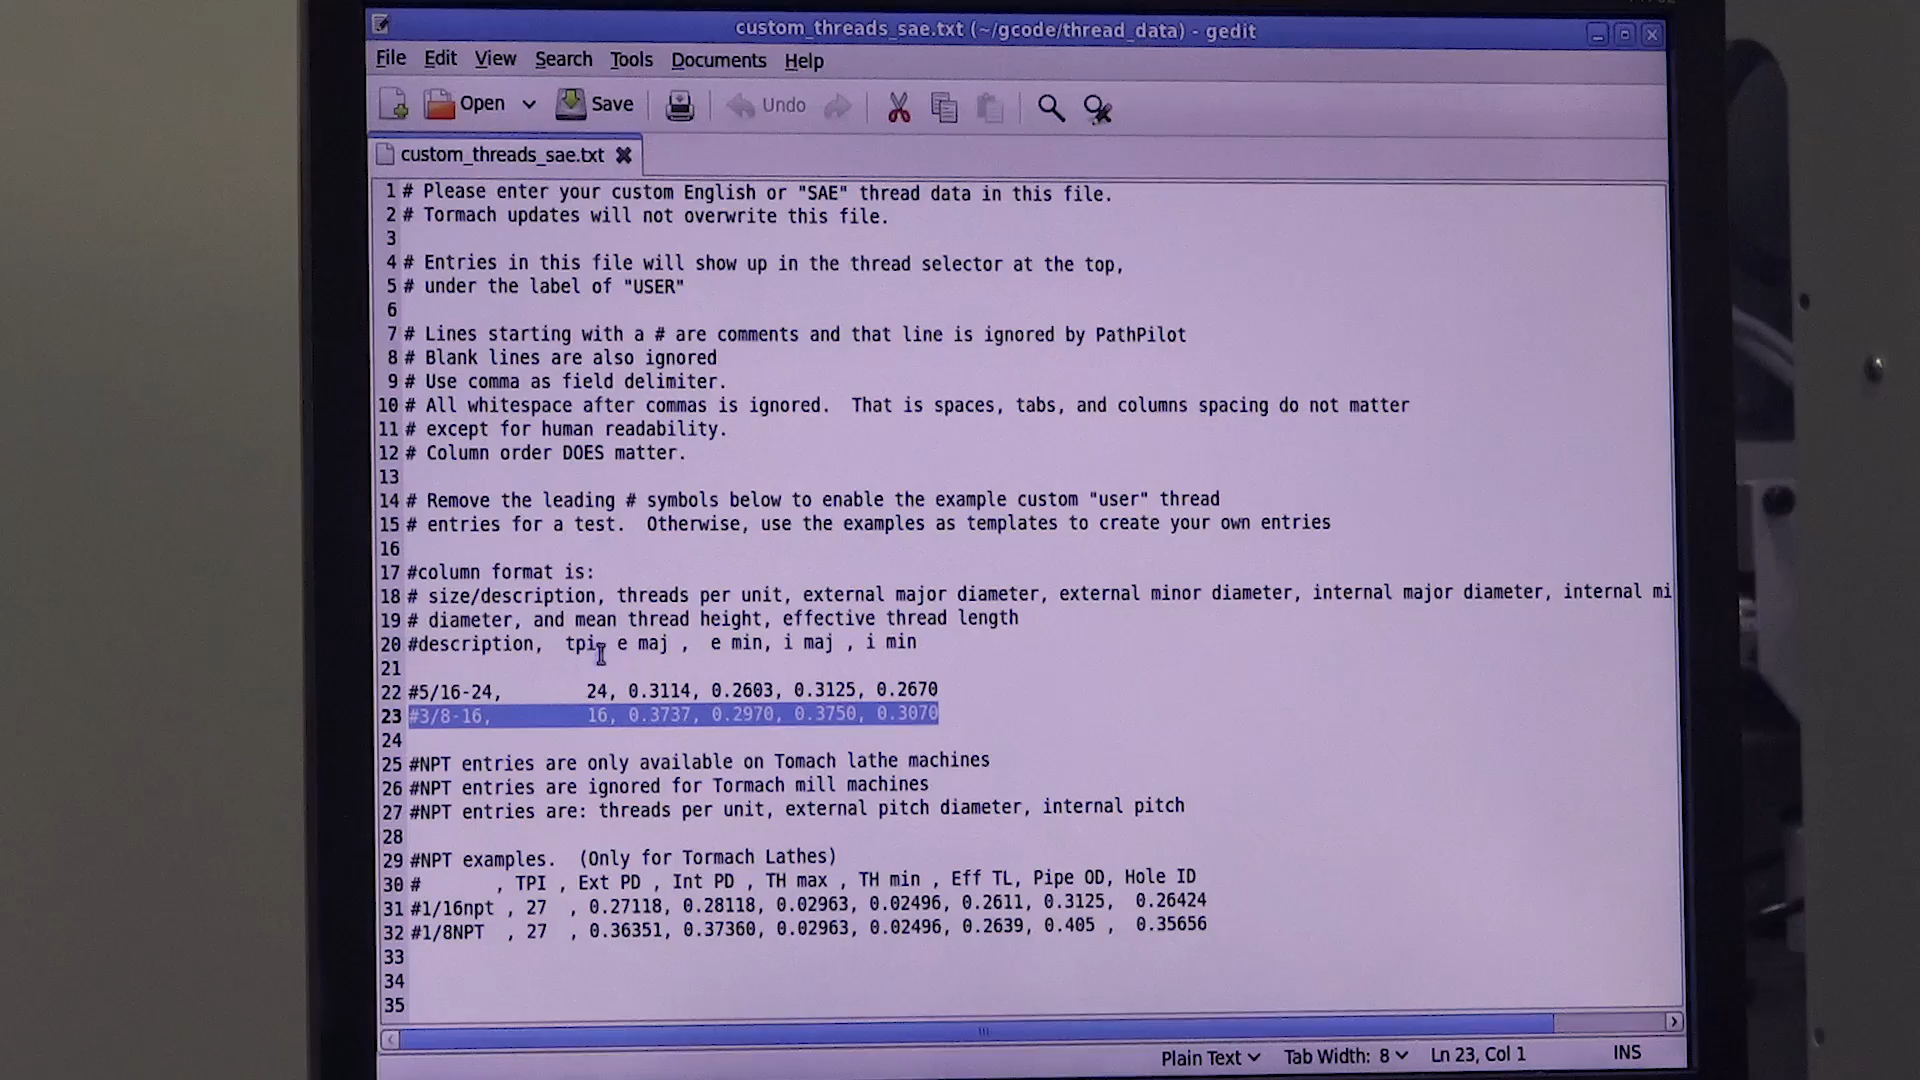 custom_threads_sae.txt (~/gcode/thread_data) - gedit
File Edit View Search Tools Documents Help
Open Save Undo
custom_threads_sae.txt
1 # Please enter your custom English or "SAE" thread data in this file.
2 # Tormach updates will not overwrite this file.
3
4 # Entries in this file will show up in the thread selector at the top,
5 # under the label of "USER"
6
7 # Lines starting with a # are comments and that line is ignored by PathPilot
8 # Blank lines are also ignored
9 # Use comma as field delimiter.
10 # All whitespace after commas is ignored.  That is spaces, tabs, and columns spacing do not matter
11 # except for human readability.
12 # Column order DOES matter.
13
14 # Remove the leading # symbols below to enable the example custom "user" thread
15 # entries for a test.  Otherwise, use the examples as templates to create your own entries
16
17 #column format is:
18 # size/description, threads per unit, external major diameter, external minor diameter, internal major diameter, internal mi
19 # diameter, and mean thread height, effective thread length
20 #description,  tpi, e maj ,  e min, i maj , i min
21
22 #5/16-24,        24, 0.3114, 0.2603, 0.3125, 0.2670
23 #3/8-16,         16, 0.3737, 0.2970, 0.3750, 0.3070
24
25 #NPT entries are only available on Tomach lathe machines
26 #NPT entries are ignored for Tormach mill machines
27 #NPT entries are: threads per unit, external pitch diameter, internal pitch
28
29 #NPT examples.  (Only for Tormach Lathes)
30 #       , TPI , Ext PD , Int PD , TH max , TH min , Eff TL, Pipe OD, Hole ID
31 #1/16npt , 27  , 0.27118, 0.28118, 0.02963, 0.02496, 0.2611, 0.3125,  0.26424
32 #1/8NPT  , 27  , 0.36351, 0.37360, 0.02963, 0.02496, 0.2639, 0.405 ,  0.35656
33
34
35
Plain Text Tab Width: 8 Ln 23, Col 1 INS